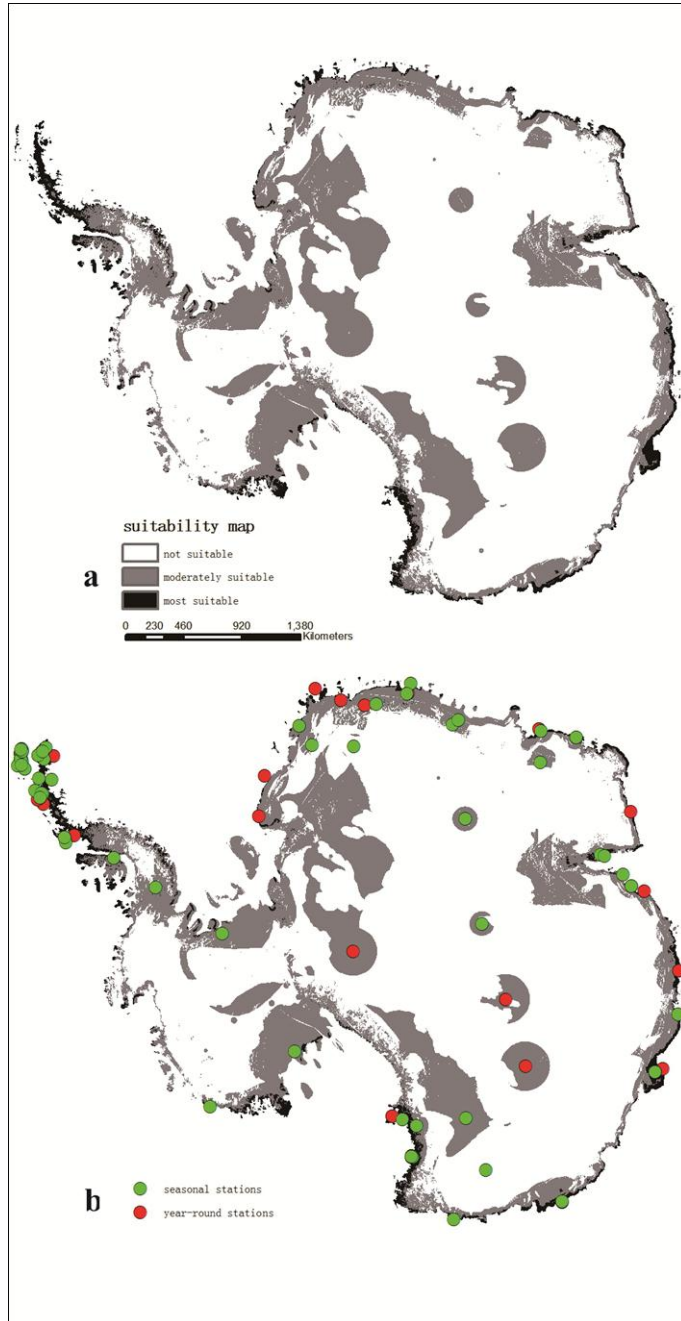 suitability map
not suitable
moderately suitable
most suitable
a
0 230 460 920 1,380
Kilometers
seasonal stations
year-round stations
b